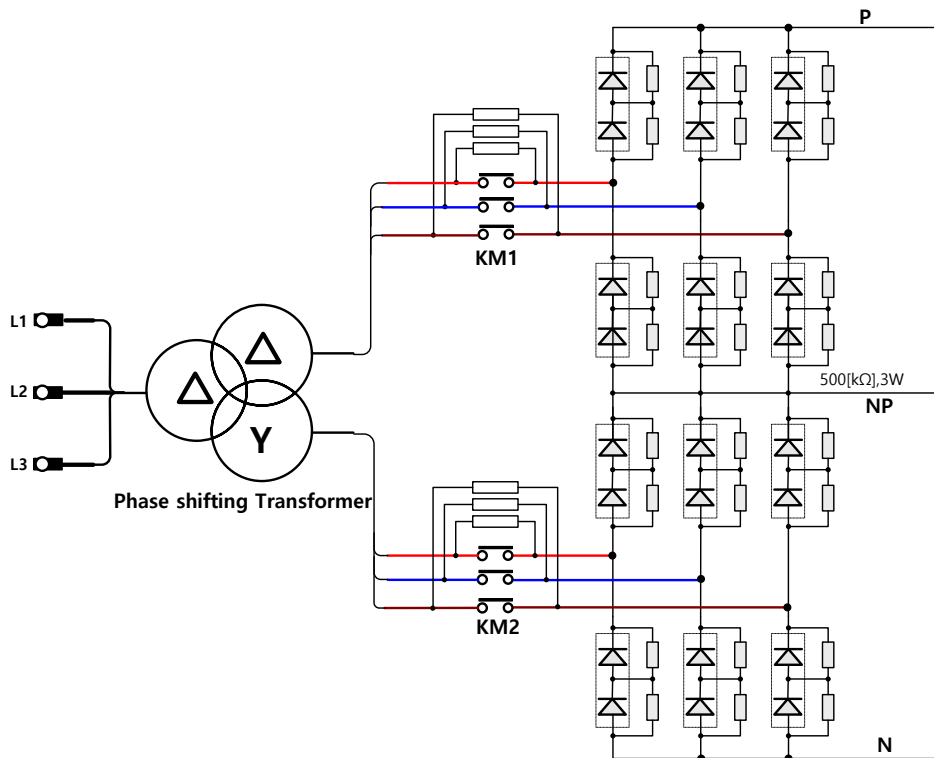 P
KM1
L1
L2
L3
Y
Phase shifting Transformer
500[kΩ],3W
NP
KM2
N